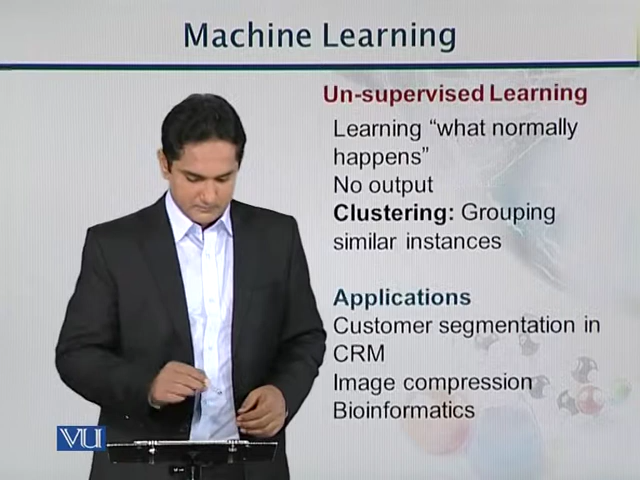 Machine Learning
Un-supervised Learning
Learning “what normally
happens”
No output
Clustering: Grouping
similar instances
Applications
Customer segmentation in
CRM
Image compression
Bioinformatics
VU